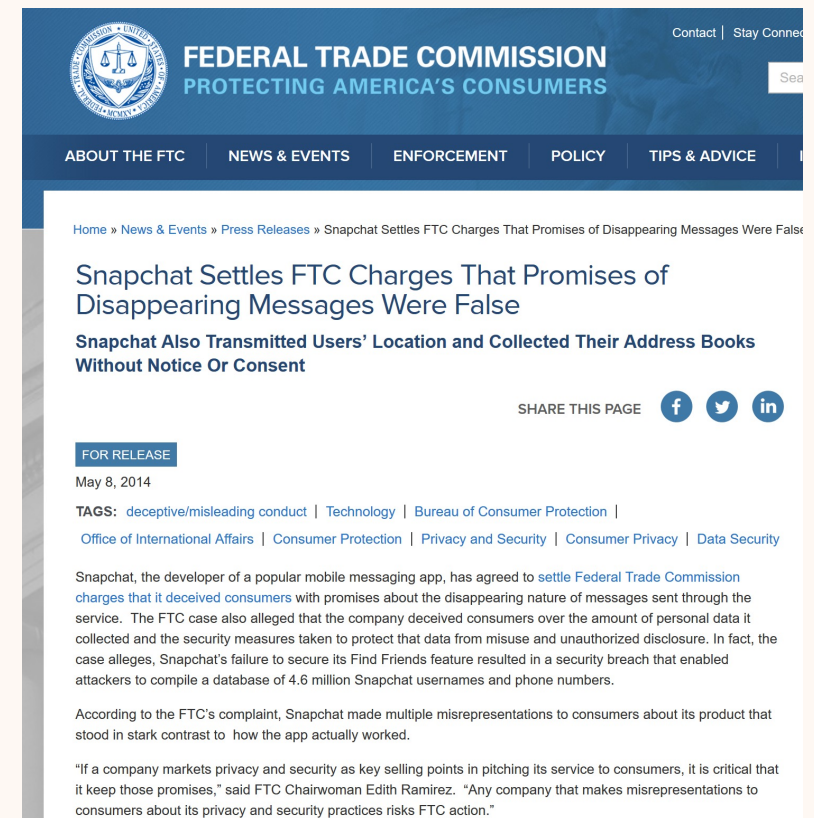 Contact | Stay Connec
FEDERAL TRADE COMMISSION
PROTECTING AMERICA'S CONSUMERS
Sea
ABOUT THE FTC
NEWS & EVENTS
ENFORCEMENT
POLICY
TIPS & ADVICE
Home » News & Events » Press Releases » Snapchat Settles FTC Charges That Promises of Disappearing Messages Were False
Snapchat Settles FTC Charges That Promises of
Disappearing Messages Were False
Snapchat Also Transmitted Users' Location and Collected Their Address Books
Without Notice Or Consent
SHARE THIS PAGE
FOR RELEASE
May 8, 2014
TAGS: deceptive/misleading conduct | Technology | Bureau of Consumer Protection |
Office of International Affairs | Consumer Protection | Privacy and Security | Consumer Privacy | Data Security
Snapchat, the developer of a popular mobile messaging app, has agreed to settle Federal Trade Commission
charges that it deceived consumers with promises about the disappearing nature of messages sent through the
service.  The FTC case also alleged that the company deceived consumers over the amount of personal data it
collected and the security measures taken to protect that data from misuse and unauthorized disclosure. In fact, the
case alleges, Snapchat's failure to secure its Find Friends feature resulted in a security breach that enabled
attackers to compile a database of 4.6 million Snapchat usernames and phone numbers.
According to the FTC's complaint, Snapchat made multiple misrepresentations to consumers about its product that
stood in stark contrast to  how the app actually worked.
“If a company markets privacy and security as key selling points in pitching its service to consumers, it is critical that
it keep those promises,” said FTC Chairwoman Edith Ramirez.  “Any company that makes misrepresentations to
consumers about its privacy and security practices risks FTC action.”